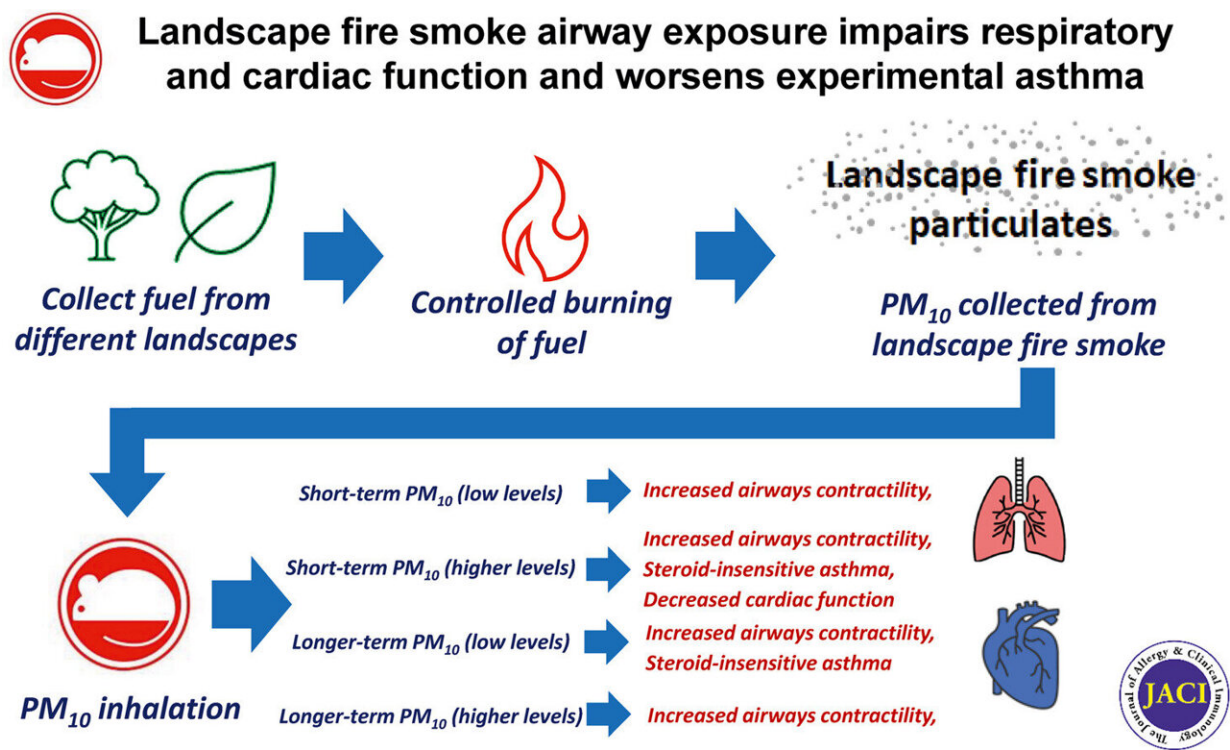 Landscape fire smoke airway exposure impairs respiratory
and cardiac function and worsens experimental asthma
Landscape fire smoke
particulates
Collect fuel from
different landscapes
Controlled burning
of fuel
PM10 collected from
landscape fire smoke
Short-term PM10 (low levels)
Increased airways contractility,
Short-term PM10 (higher levels)
Increased airways contractility,
Steroid-insensitive asthma,
Decreased cardiac function
Longer-term PM10 (low levels)
Increased airways contractility,
Steroid-insensitive asthma
PM10 inhalation
Longer-term PM10 (higher levels)
Increased airways contractility,
The Journal of Allergy & Clinical Immunology
JACI